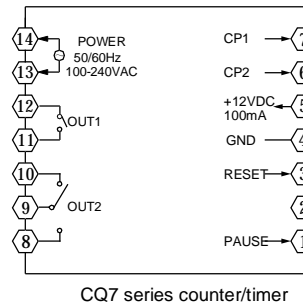 14 POWER CP1 7
50/60Hz
13 100-240VAC CP2 6
12 +12VDC 5
OUT1 100mA
11 GND 4
10 RESET 3
9 OUT2 2
8 PAUSE 1
CQ7 series counter/timer